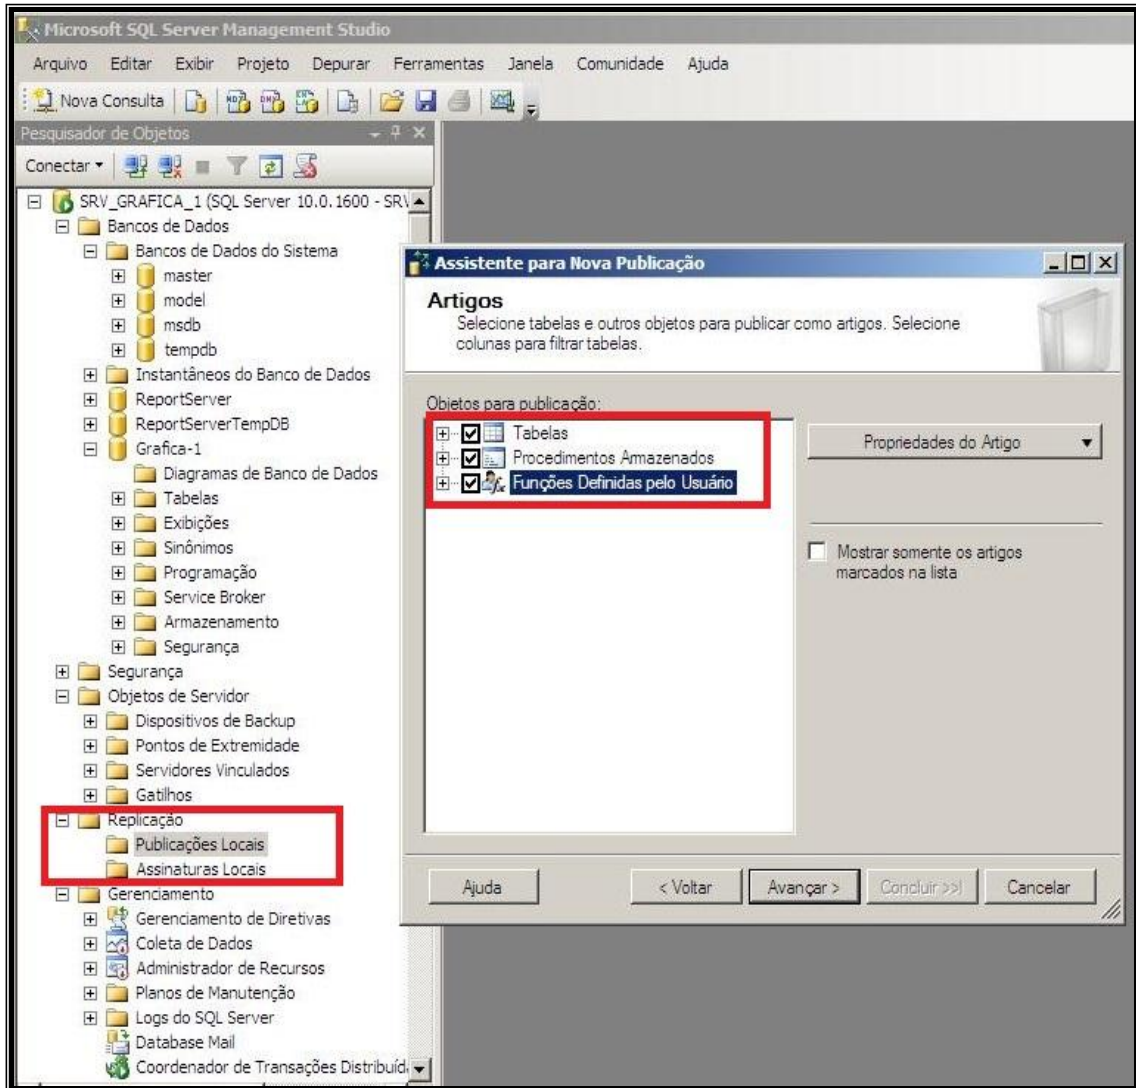 Microsoft SQL Server Management Studio
Arquivo Editar Exibir Projeto Depurar Ferramentas Janela Comunidade Ajuda
Nova Consulta
Pesquisador de Objetos
Conectar
SRV_GRAFICA_1 (SQL Server 10.0.1600 - SRV
Bancos de Dados
Bancos de Dados do Sistema
master
model
msdb
tempdb
Instantâneos do Banco de Dados
ReportServer
ReportServerTempDB
Grafica-1
Diagramas de Banco de Dados
Tabelas
Exibições
Sinônimos
Programação
Service Broker
Armazenamento
Segurança
Segurança
Objetos de Servidor
Dispositivos de Backup
Pontos de Extremidade
Servidores Vinculados
Gatilhos
Replicação
Publicações Locais
Assinaturas Locais
Gerenciamento
Gerenciamento de Diretivas
Coleta de Dados
Administrador de Recursos
Planos de Manutenção
Logs do SQL Server
Database Mail
Coordenador de Transações Distribuída
Assistente para Nova Publicação
Artigos
Selecione tabelas e outros objetos para publicar como artigos. Selecione
colunas para filtrar tabelas.
Objetos para publicação:
Tabelas
Procedimentos Armazenados
Funções Definidas pelo Usuário
Propriedades do Artigo
Mostrar somente os artigos
marcados na lista
Ajuda
< Voltar
Avançar >
Concluir >>|
Cancelar